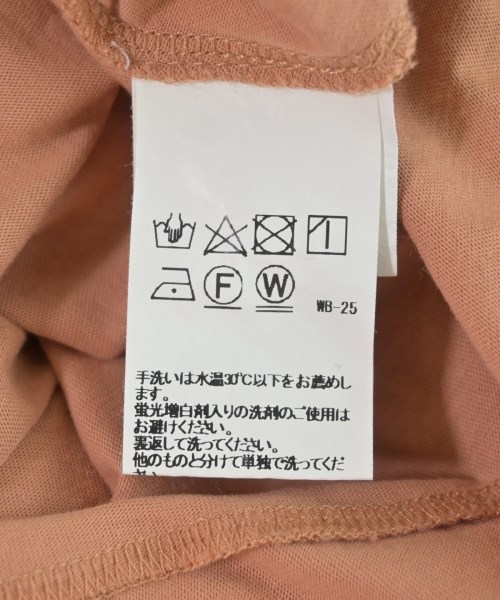 F W WB-25
手洗いは水温30℃以下をお薦めし
ます。
蛍光増白剤入りの洗剤のご使用は
お避けください。
裏返して洗ってください。
他のものと分けて単独で洗ってくだ
さい。